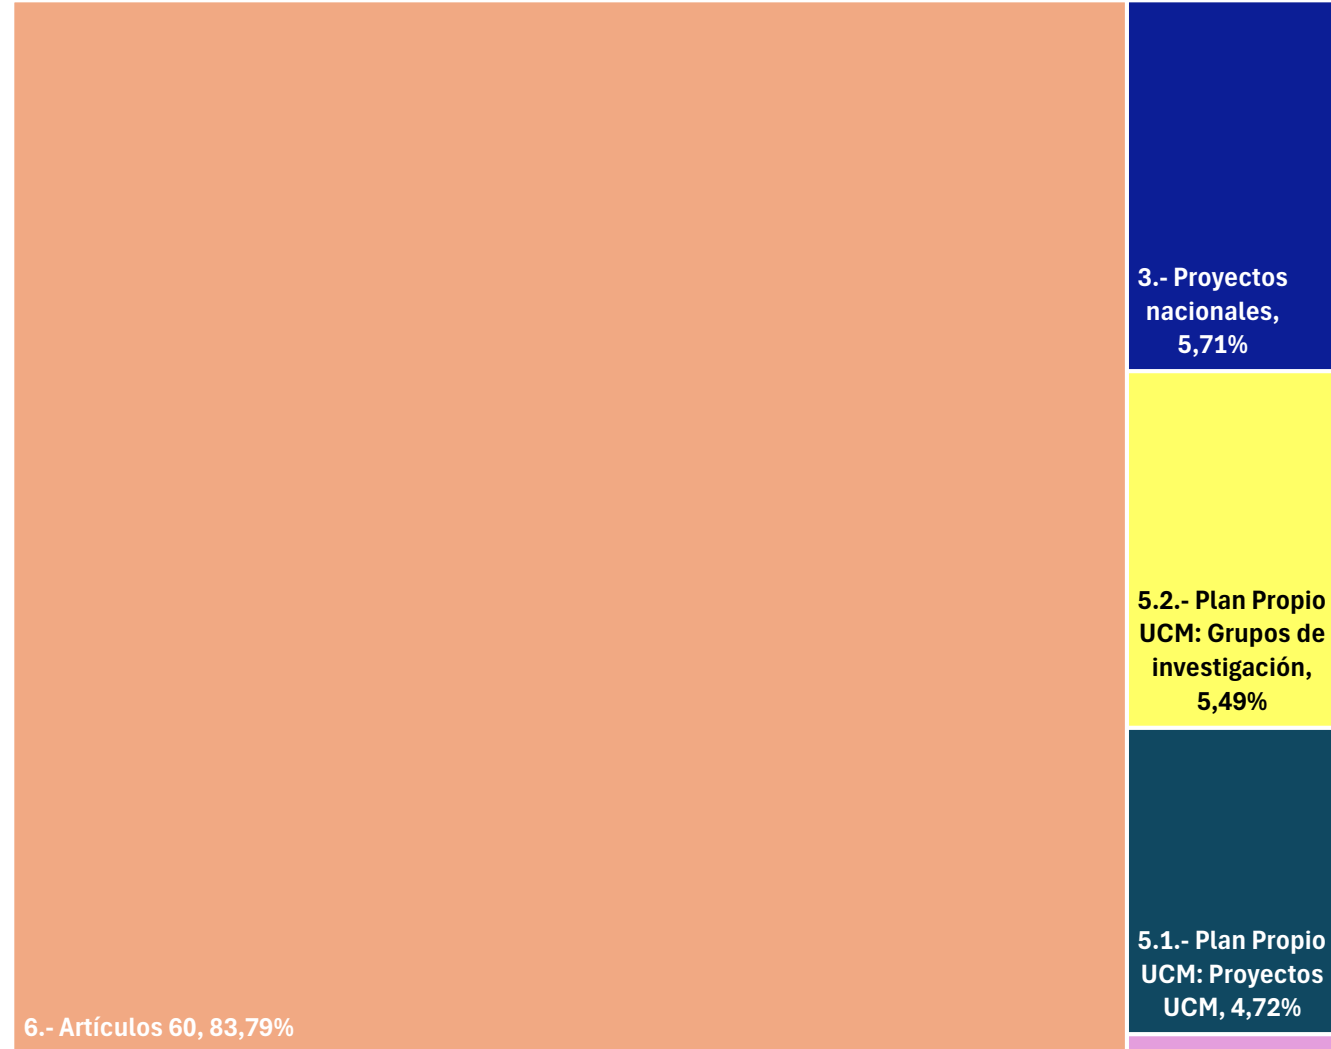 3.- Proyectos
nacionales,
5,71%
5.2.- Plan Propio
UCM: Grupos de
investigación,
5,49%
5.1.- Plan Propio
UCM: Proyectos
UCM, 4,72%
6.- Artículos 60, 83,79%